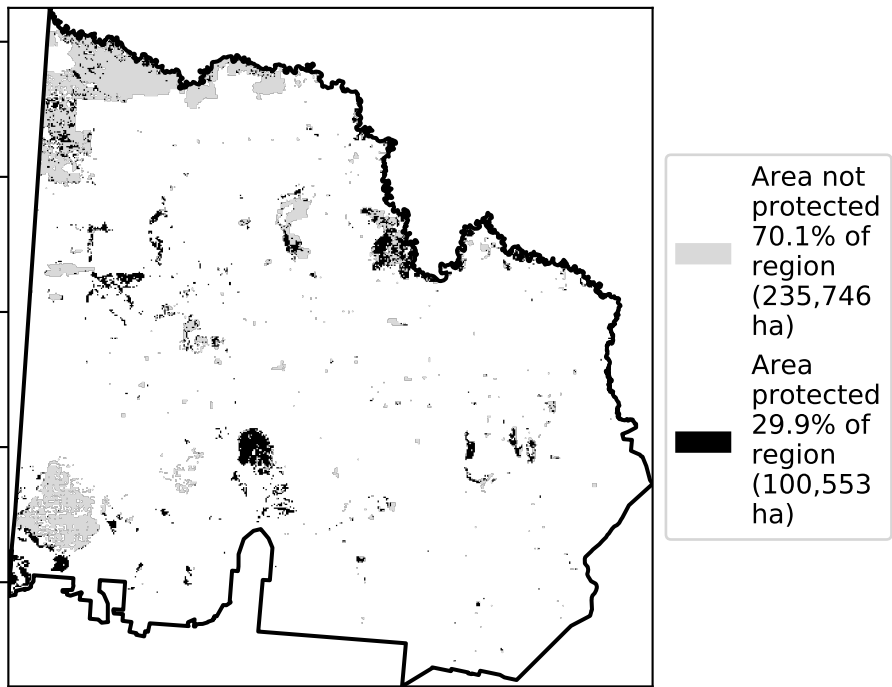 Area not
protected
70.1% of
region
(235,746
ha)
Area
protected
29.9% of
region
(100,553
ha)